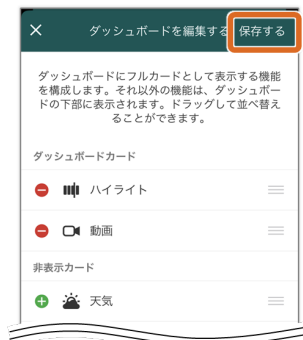 ダッシュボードを編集する 保存する
ダッシュボードにフルカードとして表示する機能
を構成します。それ以外の機能は、ダッシュボー
ドの下部に表示されます。ドラッグして並べ替え
ることができます。
ダッシュボードカード
ハイライト
動画
非表示カード
天気